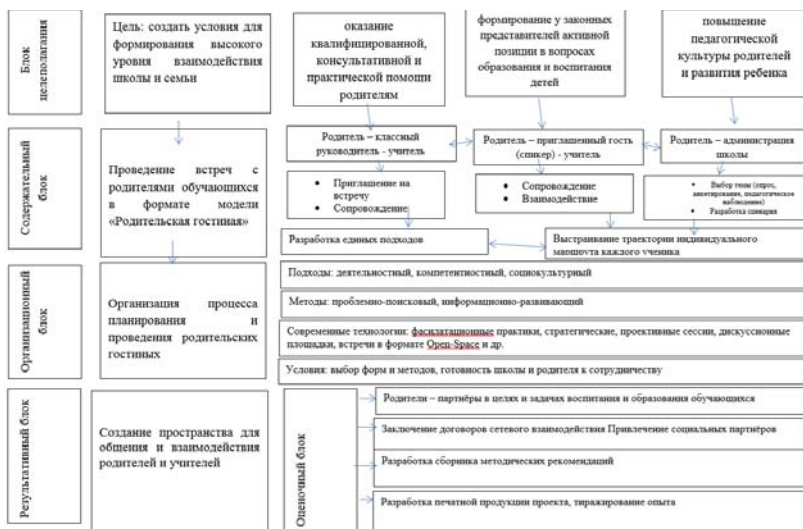 Блок
целеполагания
Цель: создать условия для
формирования высокого
уровня взаимодействия
школы и семьи
оказание
квалифицированной,
консультативной и
практической помощи
родителям
формирование у законных
представителей активной
позиции в вопросах
образования и воспитания
детей
повышение
педагогической
культуры родителей
и развития ребенка
Содержательный
блок
Проведение встреч с
родителями обучающихся
в формате модели
«Родительская гостиная»
Родитель – классный
руководитель - учитель
Родитель – приглашенный гость
(спикер) - учитель
Родитель – администрация
школы
• Приглашение на
встречу
• Сопровождение
• Сопровождение
• Взаимодействие
• Выбор темы (опрос,
анкетирование, педагогическое
наблюдение)
• Разработка сценария
Разработка единых подходов
Выстраивание траектории индивидуального
маршрута каждого ученика
Организационный
блок
Организация процесса
планирования и
проведения родительских
гостиных
Подходы: деятельностный, компетентностный, социокультурный
Методы: проблемно-поисковый, информационно-развивающий
Современные технологии: фасилатационные практики, стратегические, проективные сессии, дискуссионные
площадки, встречи в формате Open-Space и др.
Условия: выбор форм и методов, готовность школы и родителя к сотрудничеству
Результативный блок
Создание пространства для
общения и взаимодействия
родителей и учителей
Оценочный блок
Родители – партнёры в целях и задачах воспитания и образования обучающихся
Заключение договоров сетевого взаимодействия Привлечение социальных партнёров
Разработка сборника методических рекомендаций
Разработка печатной продукции проекта, тиражирование опыта